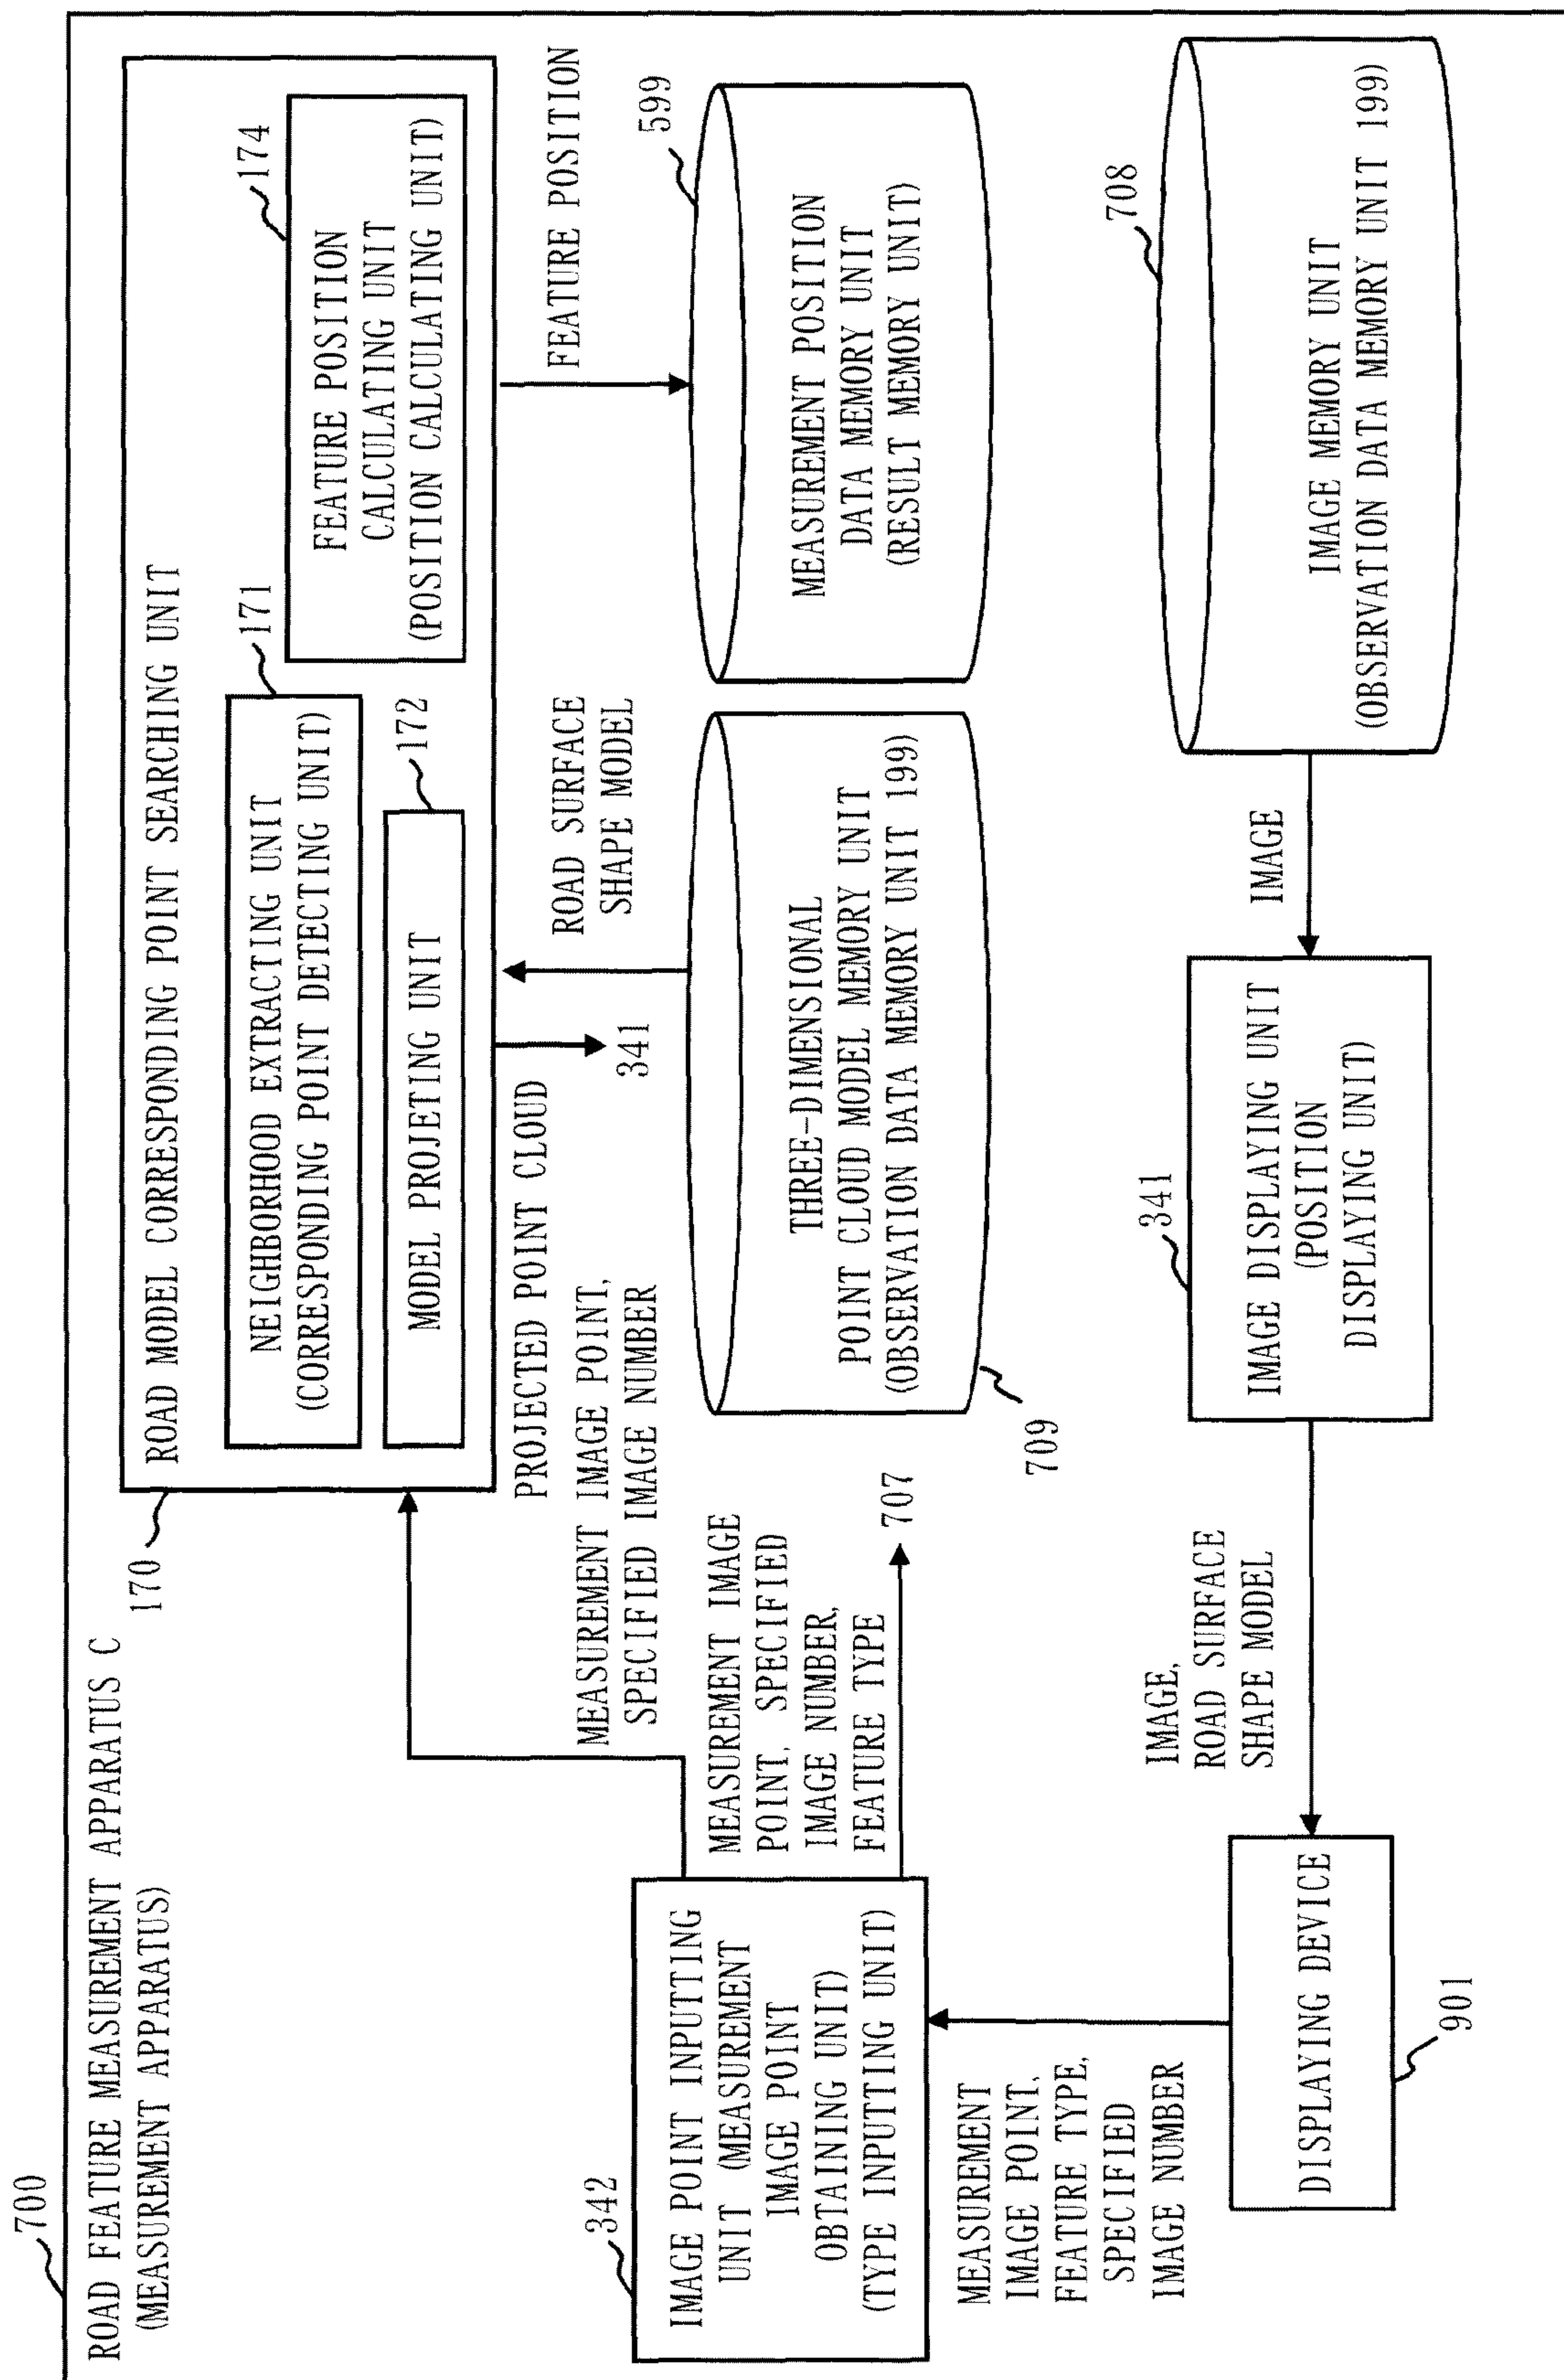 700
ROAD FEATURE MEASUREMENT APPARATUS C
(MEASUREMENT APPARATUS)
170
ROAD MODEL CORRESPONDING POINT SEARCHING UNIT
171
NEIGHBORHOOD EXTRACTING UNIT
(CORRESPONDING POINT DETECTING UNIT)
172
MODEL PROJETING UNIT
174
FEATURE POSITION
CALCULATING UNIT
(POSITION CALCULATING UNIT)
PROJECTED POINT CLOUD
341
ROAD SURFACE
SHAPE MODEL
FEATURE POSITION
MEASUREMENT IMAGE POINT,
SPECIFIED IMAGE NUMBER
342
IMAGE POINT INPUTTING
UNIT (MEASUREMENT
IMAGE POINT
OBTAINING UNIT)
(TYPE INPUTTING UNIT)
MEASUREMENT IMAGE
POINT, SPECIFIED
IMAGE NUMBER,
FEATURE TYPE
707
THREE-DIMENSIONAL
POINT CLOUD MODEL MEMORY UNIT
(OBSERVATION DATA MEMORY UNIT 199)
709
599
MEASUREMENT POSITION
DATA MEMORY UNIT
(RESULT MEMORY UNIT)
MEASUREMENT
IMAGE POINT,
FEATURE TYPE,
SPECIFIED
IMAGE NUMBER
DISPLAYING DEVICE
901
IMAGE,
ROAD SURFACE
SHAPE MODEL
341
IMAGE DISPLAYING UNIT
(POSITION
DISPLAYING UNIT)
IMAGE
708
IMAGE MEMORY UNIT
(OBSERVATION DATA MEMORY UNIT 199)